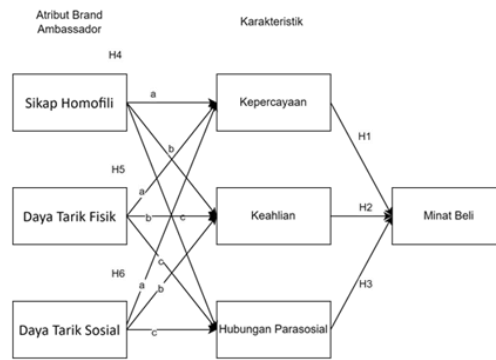 Atribut Brand
Ambassador
Karakteristik
H4
Sikap Homofili
a
Kepercayaan
b
H1
H5
a
Daya Tarik Fisik
b
c
Keahlian
H2
Minat Beli
c
H6
a
b
H3
Daya Tarik Sosial
c
Hubungan Parasosial